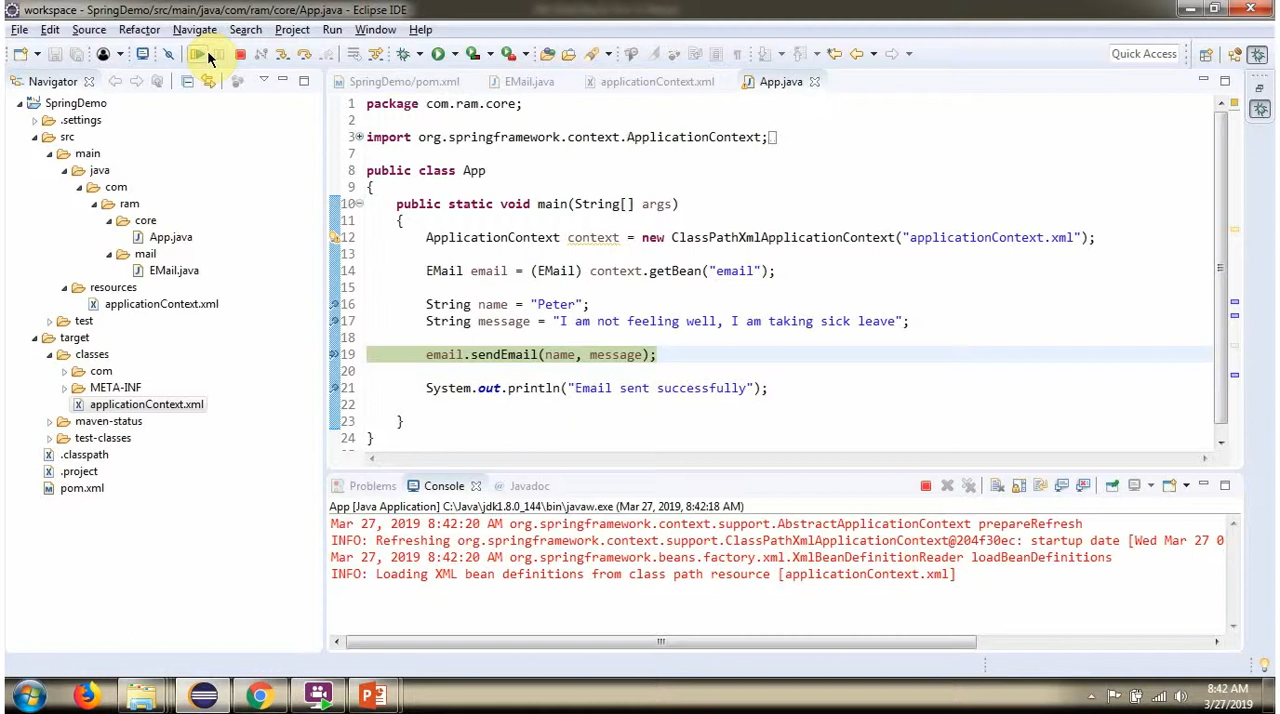 workspace - SpringDemo/src/main/java/com/ram/core/App.java - Eclipse IDE
File Edit Source Refactor Navigate Search Project Run Window Help
Quick Access
Navigator
SpringDemo/pom.xml EMail.java applicationContext.xml App.java
SpringDemo
.settings
src
main
java
com
ram
core
App.java
mail
EMail.java
resources
applicationContext.xml
test
target
classes
com
META-INF
applicationContext.xml
maven-status
test-classes
.classpath
.project
pom.xml
1 package com.ram.core;
2
3 import org.springframework.context.ApplicationContext;
7
8 public class App
9 {
10 public static void main(String[] args)
11 {
12 ApplicationContext context = new ClassPathXmlApplicationContext("applicationContext.xml");
13
14 EMail email = (EMail) context.getBean("email");
15
16 String name = "Peter";
17 String message = "I am not feeling well, I am taking sick leave";
18
19 email.sendEmail(name, message);
20
21 System.out.println("Email sent successfully");
22
23 }
24 }
Problems Console Javadoc
App [Java Application] C:\Java\jdk1.8.0_144\bin\javaw.exe (Mar 27, 2019, 8:42:18 AM)
Mar 27, 2019 8:42:20 AM org.springframework.context.support.AbstractApplicationContext prepareRefresh
INFO: Refreshing org.springframework.context.support.ClassPathXmlApplicationContext@204f30ec: startup date [Wed Mar 27 0
Mar 27, 2019 8:42:20 AM org.springframework.beans.factory.xml.XmlBeanDefinitionReader loadBeanDefinitions
INFO: Loading XML bean definitions from class path resource [applicationContext.xml]
8:42 AM
3/27/2019